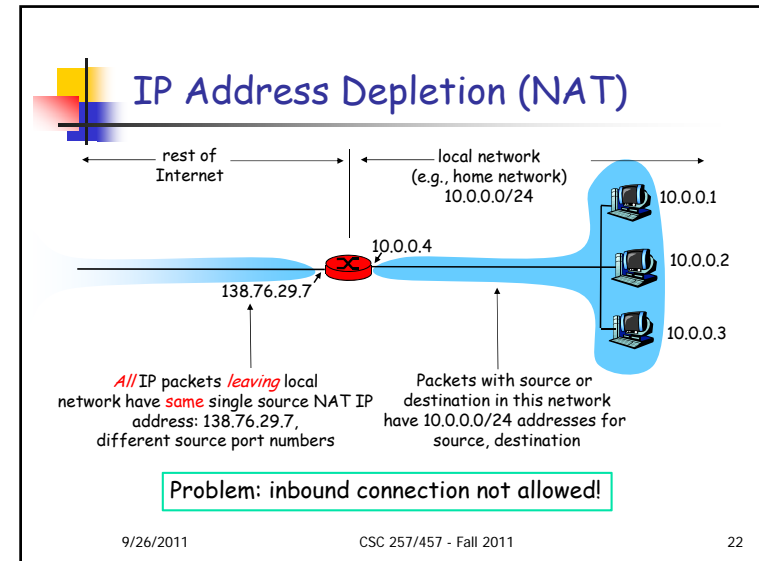 IP Address Depletion (NAT)
rest of
Internet
local network
(e.g., home network)
10.0.0.0/24
10.0.0.1
10.0.0.4
10.0.0.2
138.76.29.7
10.0.0.3
All IP packets leaving local
network have same single source NAT IP
address: 138.76.29.7,
different source port numbers
Packets with source or
destination in this network
have 10.0.0.0/24 addresses for
source, destination
Problem: inbound connection not allowed!
9/26/2011
CSC 257/457 - Fall 2011
22